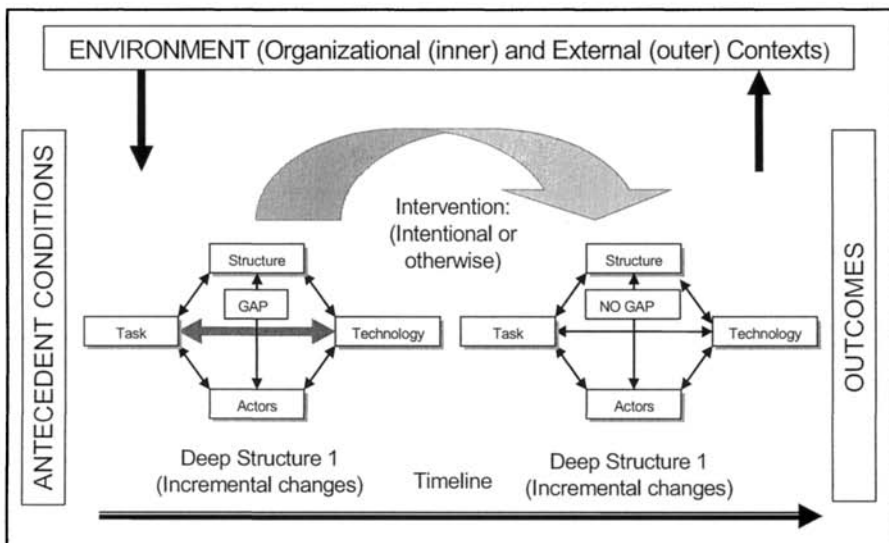 ENVIRONMENT (Organizational (inner) and External (outer) Contexts)
ANTECEDENT CONDITIONS
Intervention:
(Intentional or
otherwise)
Structure
GAP
Task
Technology
Actors
Deep Structure 1
(Incremental changes)
Timeline
Structure
NO GAP
Task
Technology
Actors
Deep Structure 1
(Incremental changes)
OUTCOMES